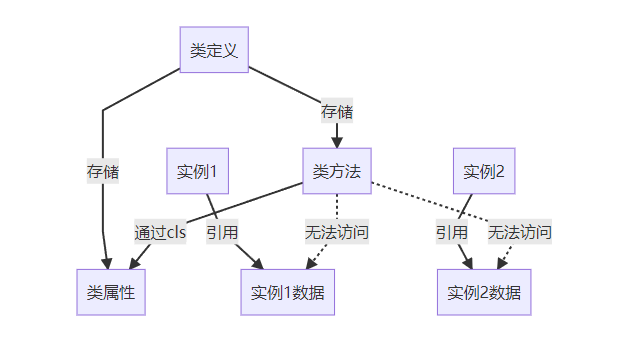 类定义
存储
存储
实例1
类方法
实例2
通过cls
引用
无法访问
引用
无法访问
类属性
实例1数据
实例2数据